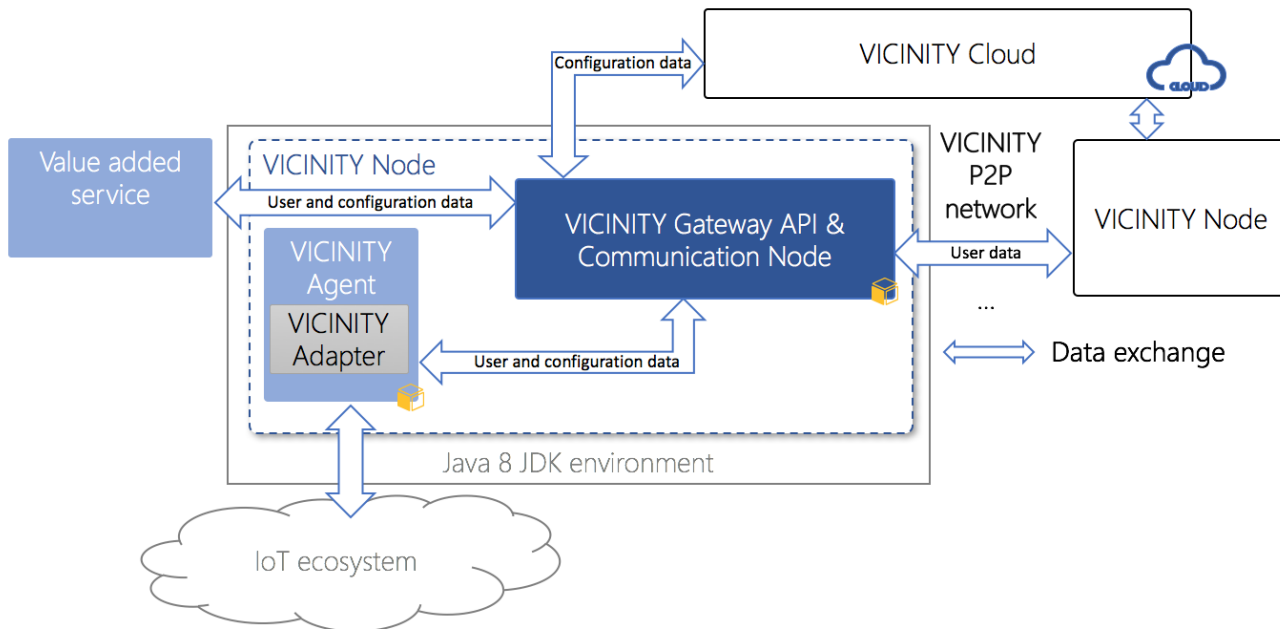 VICINITY Cloud
CLOUD
Configuration data
Value added
service
VICINITY Node
User and configuration data
VICINITY Gateway API &
Communication Node
VICINITY
P2P
network
VICINITY Node
User data
...
VICINITY
Agent
VICINITY
Adapter
User and configuration data
Data exchange
Java 8 JDK environment
IoT ecosystem